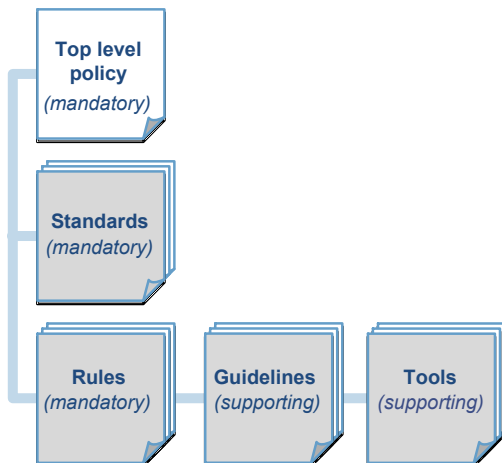 Top level
policy
(mandatory)
Standards
(mandatory)
Rules
(mandatory)
Guidelines
(supporting)
Tools
(supporting)